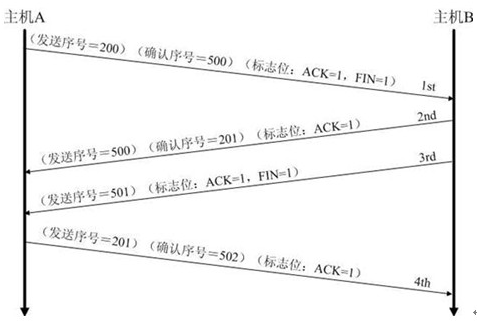 主机A
主机B
（发送序号＝200）（确认序号＝500）（标志位：ACK=1，FIN=1）
1st
2nd
（发送序号＝500）（确认序号＝201）（标志位：ACK=1）
3rd
（发送序号＝501）（标志位：ACK=1，FIN=1）
（发送序号＝201）（确认序号＝502）（标志位：ACK=1）
4th